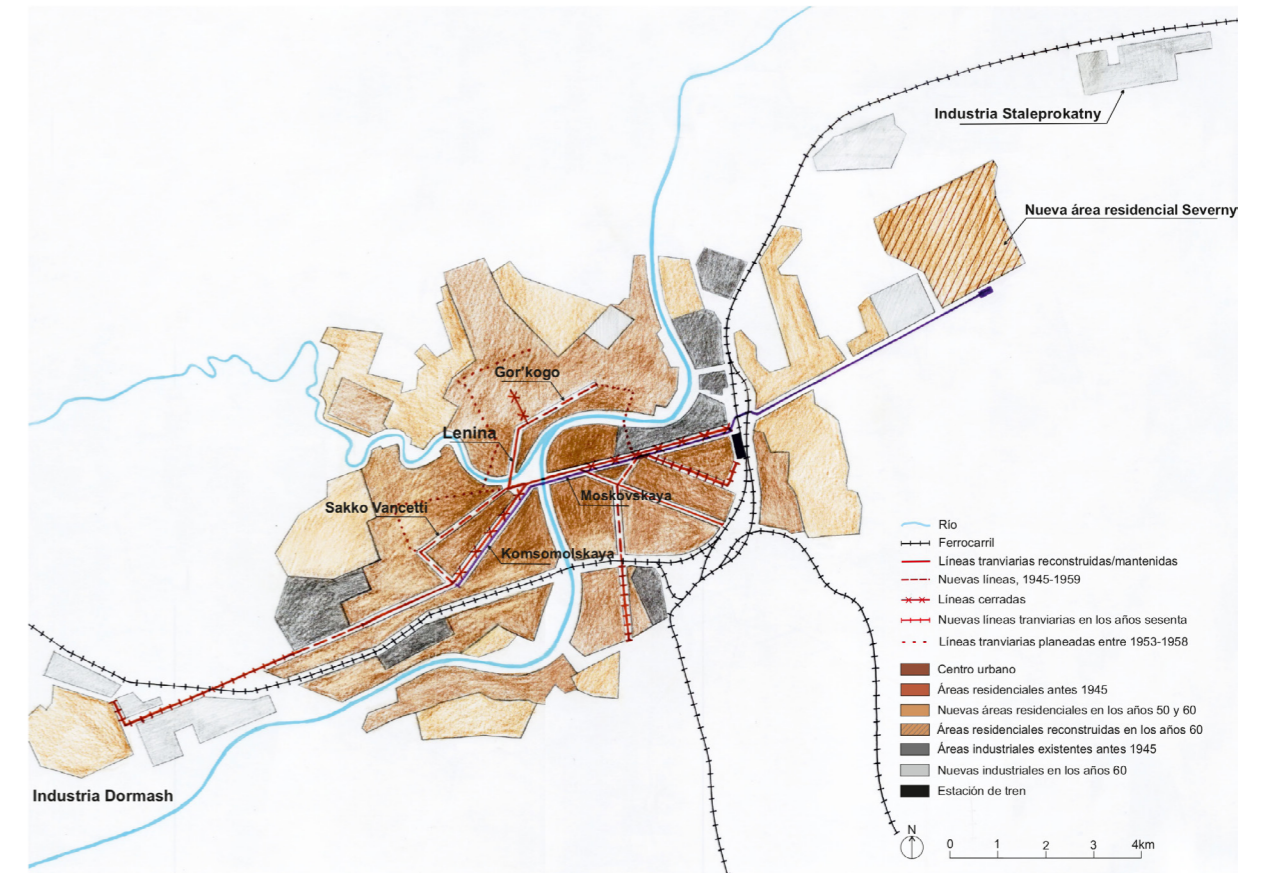 Industria Staleprokatny
Nueva área residencial Severny
Gor'kogo
Lenina
Moskovskaya
Sakko Vancetti
Komsomolskaya
Industria Dormash
Río
Ferrocarril
Líneas tranviarias reconstruidas/mantenidas
Nuevas líneas, 1945-1959
Líneas cerradas
Nuevas líneas tranviarias en los años sesenta
Líneas tranviarias planeadas entre 1953-1958
Centro urbano
Áreas residenciales antes 1945
Nuevas áreas residenciales en los años 50 y 60
Áreas residenciales reconstruidas en los años 60
Áreas industriales existentes antes 1945
Nuevas industriales en los años 60
Estación de tren
N
0 1 2 3 4km